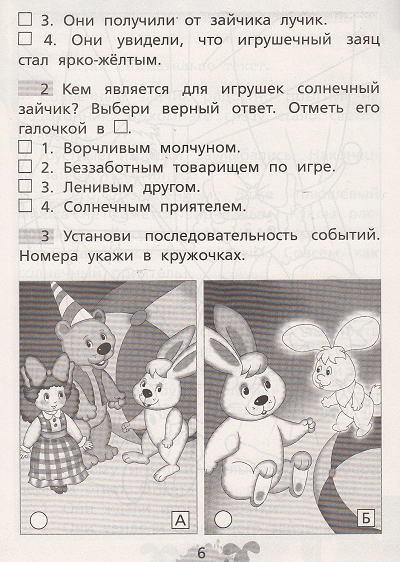 ☐ 3. Они получили от зайчика лучик.
☐ 4. Они увидели, что игрушечный заяц
стал ярко-жёлтым.
2 Кем является для игрушек солнечный
зайчик? Выбери верный ответ. Отметь его
галочкой в ☐.
☐ 1. Ворчливым молчуном.
☐ 2. Беззаботным товарищем по игре.
☐ 3. Ленивым другом.
☐ 4. Солнечным приятелем.
3 Установи последовательность событий.
Номера укажи в кружочках.
А
Б
6